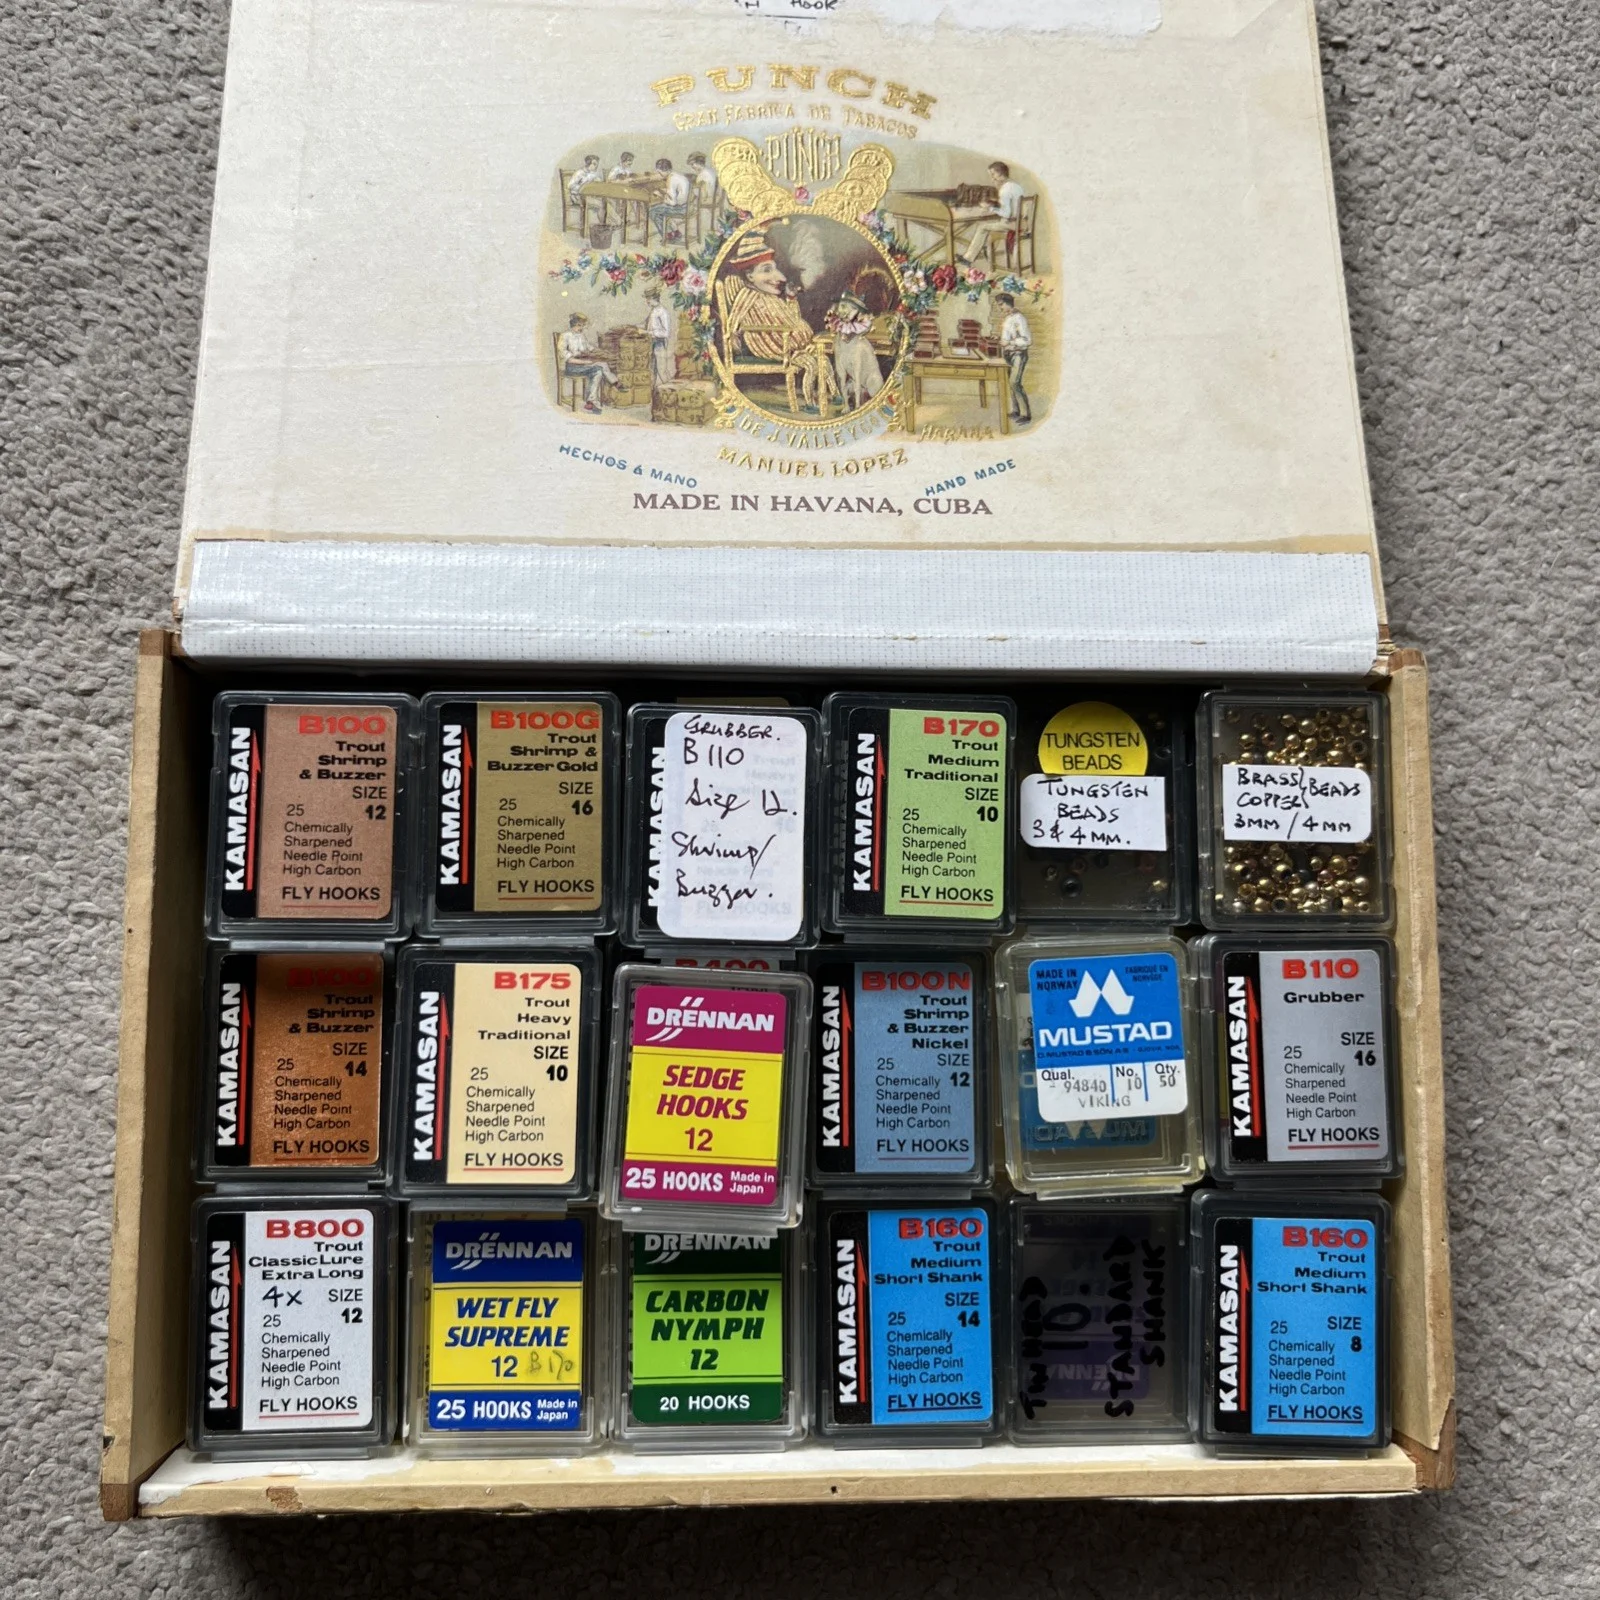 HOOK
PUNCH
GRAN FABRICA DE TABACOS
PUNCH
DE J. VALLE Y
HABANA
MANUEL LOPEZ
HECHOS & MANO
HAND MADE
MADE IN HAVANA, CUBA
KAMASAN
B100
Trout
Shrimp
& Buzzer
SIZE
25 12
Chemically
Sharpened
Needle Point
High Carbon
FLY HOOKS
KAMASAN
B100G
Trout
Shrimp &
Buzzer Gold
SIZE
25 16
Chemically
Sharpened
Needle Point
High Carbon
FLY HOOKS
KAMASAN
GRUBBER.
B110
Size 12.
Shrimp/
Buzzer.
KAMASAN
B170
Trout
Medium
Traditional
SIZE
25 10
Chemically
Sharpened
Needle Point
High Carbon
FLY HOOKS
TUNGSTEN
BEADS
TUNGSTEN
BEADS
3 & 4 MM.
BRASS/ BEADS
COPPER
3MM / 4MM
KAMASAN
B100
Trout
Shrimp
& Buzzer
SIZE
25 14
Chemically
Sharpened
Needle Point
High Carbon
FLY HOOKS
KAMASAN
B175
Trout
Heavy
Traditional
SIZE
25 10
Chemically
Sharpened
Needle Point
High Carbon
FLY HOOKS
B400
DRENNAN
SEDGE
HOOKS
12
25 HOOKS Made in
Japan
KAMASAN
B100N
Trout
Shrimp
& Buzzer
Nickel
SIZE
25 12
Chemically
Sharpened
Needle Point
High Carbon
FLY HOOKS
MADE IN
NORWAY
FABRIQUÉ EN
NORVÈGE
MUSTAD
O. MUSTAD & SÖN A.S
Qual. No. Qty.
94840 10 50
VIKING
MUSTAD
KAMASAN
B110
Grubber
SIZE
25 16
Chemically
Sharpened
Needle Point
High Carbon
FLY HOOKS
KAMASAN
B800
Trout
Classic Lure
Extra Long
4x SIZE
25 12
Chemically
Sharpened
Needle Point
High Carbon
FLY HOOKS
DRENNAN
WET FLY
SUPREME
12 B170
25 HOOKS Made in
Japan
DRENNAN
CARBON
NYMPH
12
20 HOOKS
KAMASAN
B160
Trout
Medium
Short Shank
SIZE
25 14
Chemically
Sharpened
Needle Point
High Carbon
FLY HOOKS
10.
STANDARD
SHANK
KAMASAN
B160
Trout
Medium
Short Shank
SIZE
25 8
Chemically
Sharpened
Needle Point
High Carbon
FLY HOOKS